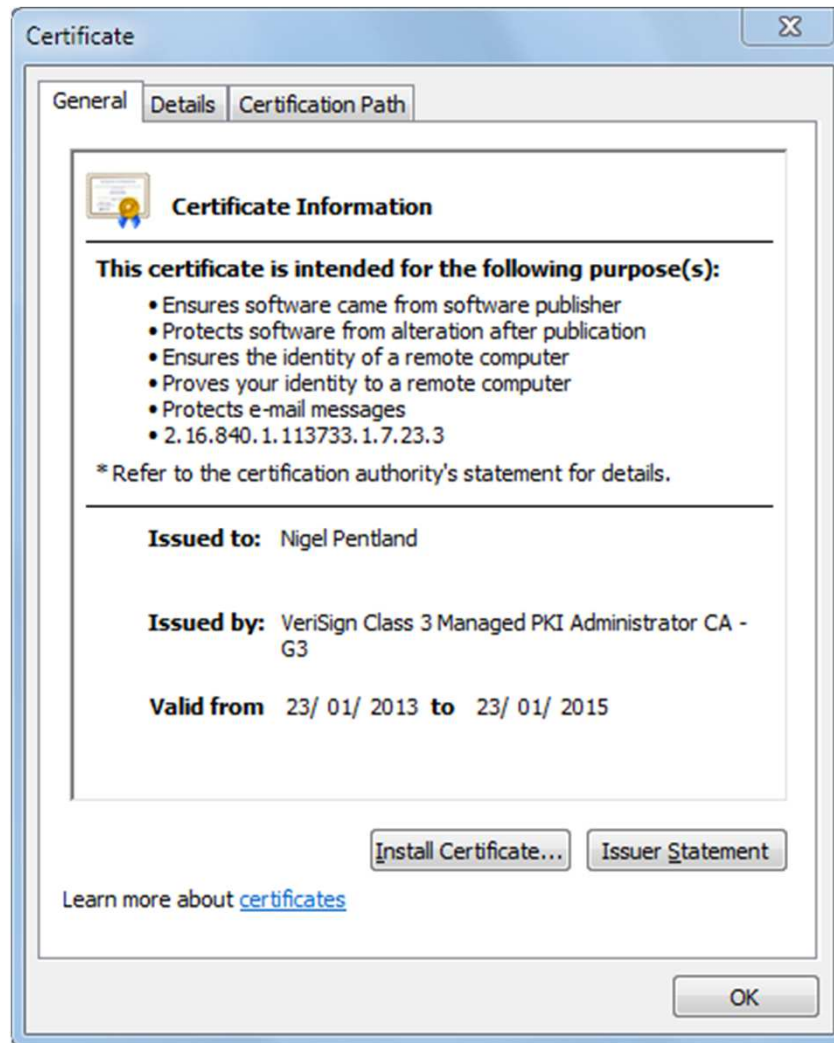 Certificate
General
Details
Certification Path
Certificate Information
This certificate is intended for the following purpose(s):
• Ensures software came from software publisher
• Protects software from alteration after publication
• Ensures the identity of a remote computer
• Proves your identity to a remote computer
• Protects e-mail messages
• 2.16.840.1.113733.1.7.23.3
* Refer to the certification authority's statement for details.
Issued to: Nigel Pentland
Issued by: VeriSign Class 3 Managed PKI Administrator CA -
G3
Valid from 23/ 01/ 2013 to 23/ 01/ 2015
Install Certificate...
Issuer Statement
Learn more about certificates
OK